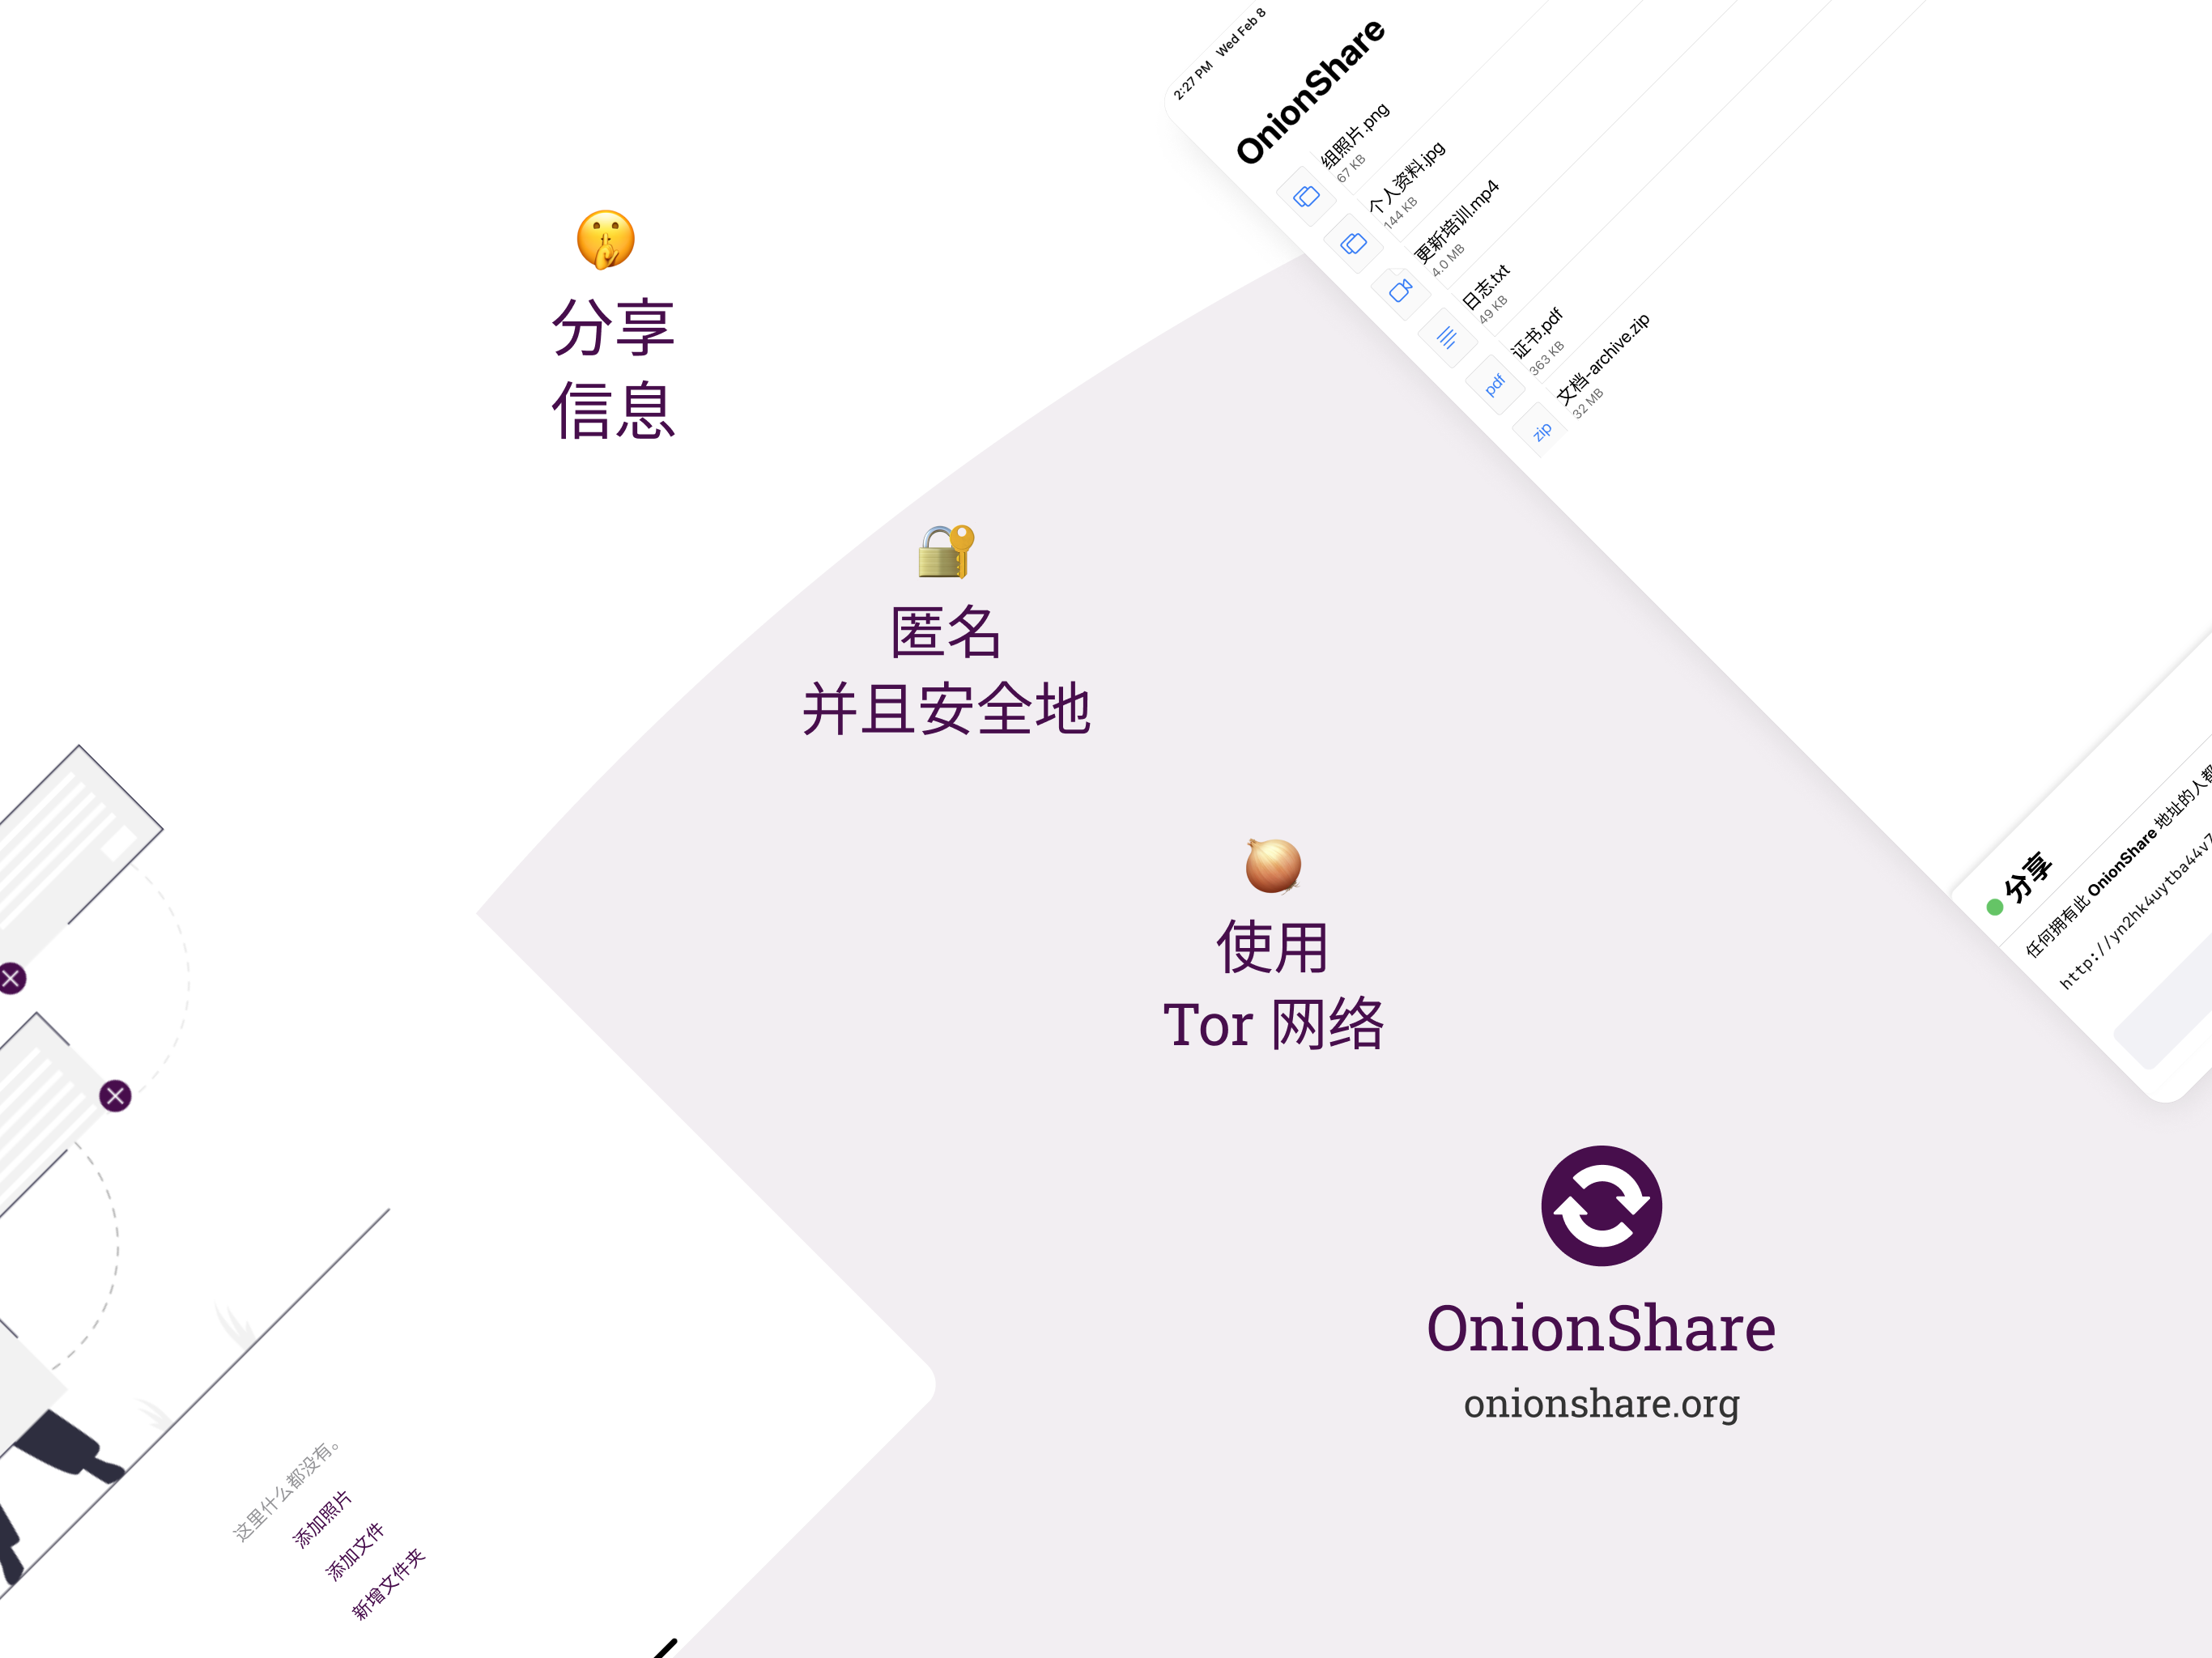 分享
信息
匿名
并且安全地
使用
Tor 网络
OnionShare
onionshare.org
2:27 PM Wed Feb 8
OnionShare
组照片.png
67 KB
个人资料.jpg
144 KB
更新培训.mp4
4.0 MB
日志.txt
49 KB
证书.pdf
363 KB
pdf
文档-archive.zip
32 MB
zip
分享
任何拥有此 OnionShare 地址的人都
http://yn2hk4uytba44v7
这里什么都没有。
添加照片
添加文件
新增文件夹